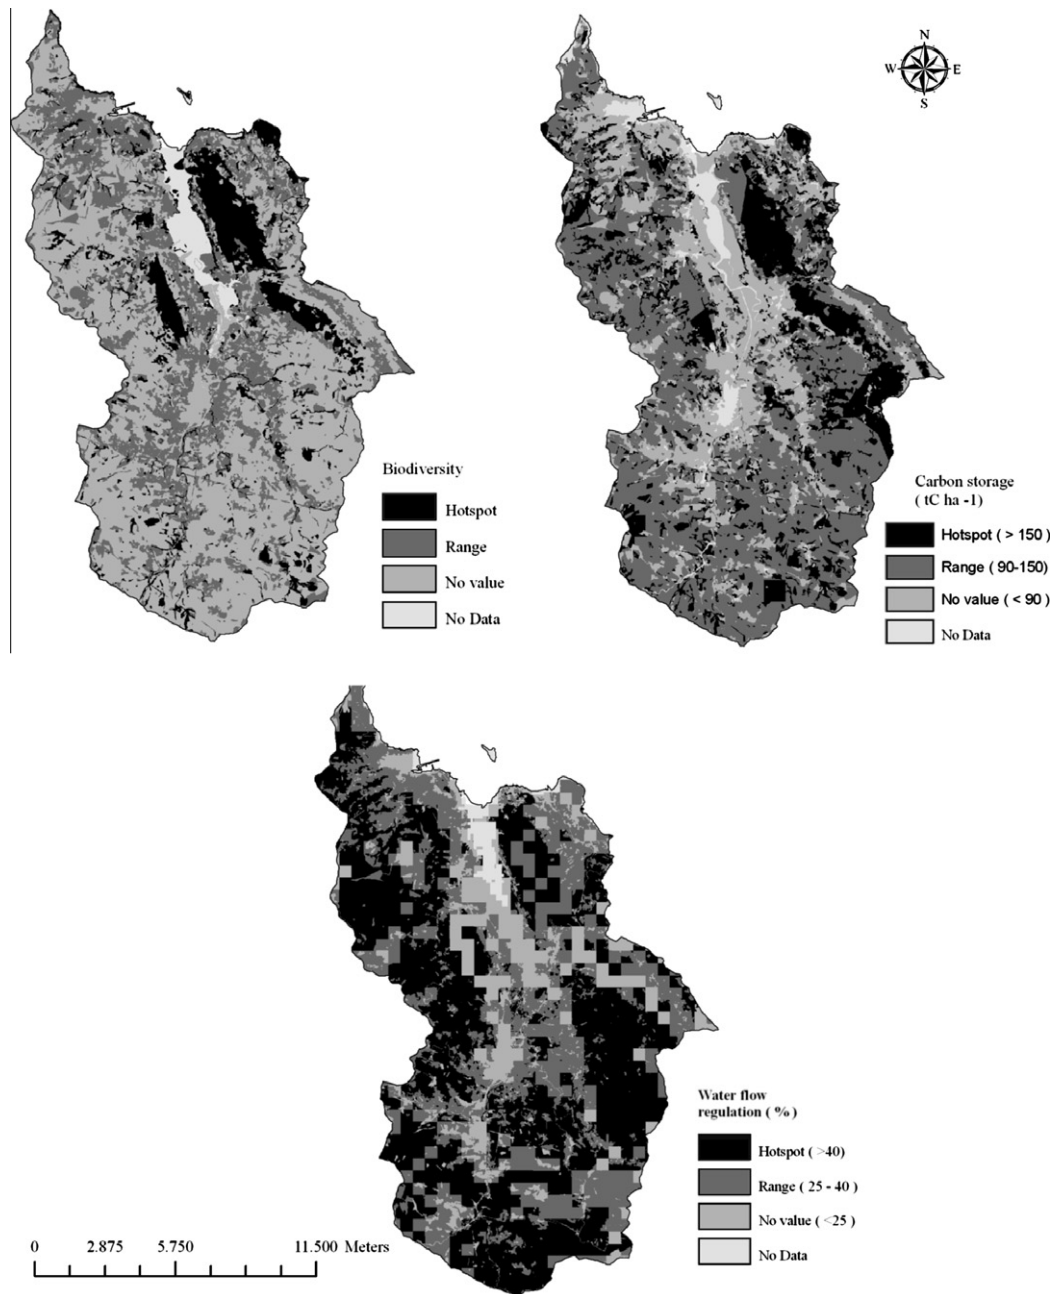 N
W E
S
Biodiversity
Hotspot
Range
No value
No Data
Carbon storage
( tC ha -1)
Hotspot ( > 150 )
Range ( 90-150)
No value ( < 90 )
No Data
Water flow
regulation ( % )
Hotspot ( >40)
Range ( 25 - 40 )
No value ( <25 )
No Data
0 2.875 5.750 11.500 Meters